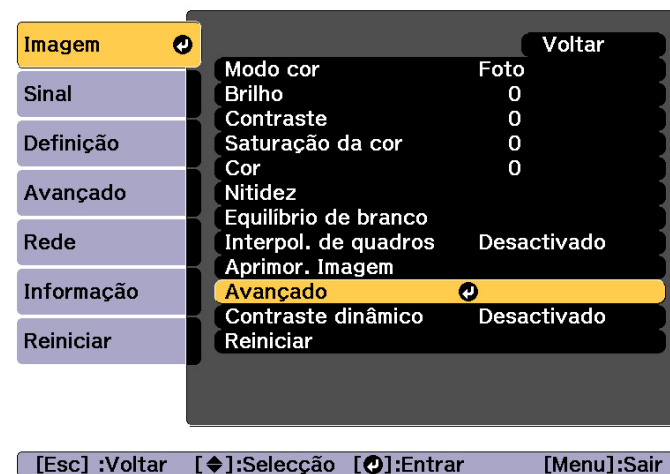 Imagem
Sinal
Definição
Avançado
Rede
Informação
Reiniciar
Voltar
Modo cor Foto
Brilho 0
Contraste 0
Saturação da cor 0
Cor 0
Nitidez
Equilíbrio de branco
Interpol. de quadros Desactivado
Aprimor. Imagem
Avançado
Contraste dinâmico Desactivado
Reiniciar
[Esc] :Voltar [◆]:Selecção [↵]:Entrar [Menu]:Sair